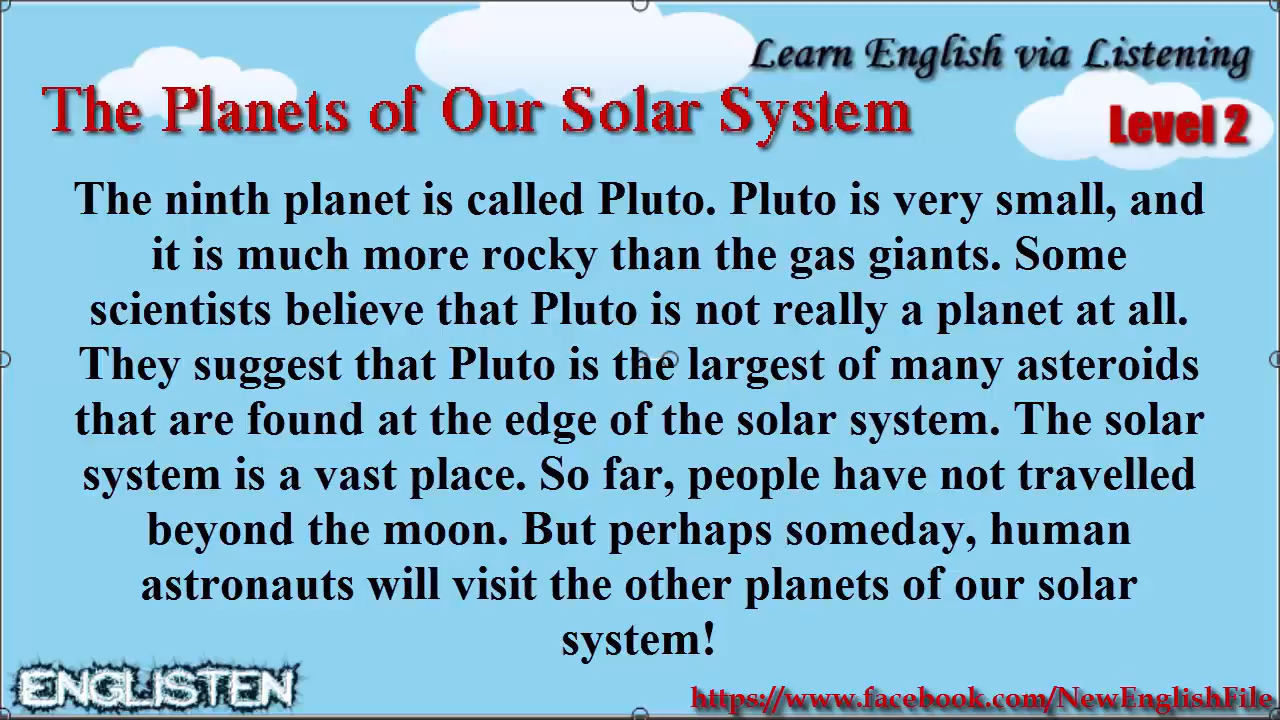 Learn English via Listening
The Planets of Our Solar System
Level 2
The ninth planet is called Pluto. Pluto is very small, and
it is much more rocky than the gas giants. Some
scientists believe that Pluto is not really a planet at all.
They suggest that Pluto is the largest of many asteroids
that are found at the edge of the solar system. The solar
system is a vast place. So far, people have not travelled
beyond the moon. But perhaps someday, human
astronauts will visit the other planets of our solar
system!
ENGLISTEN
https://www.facebook.com/NewEnglishFile